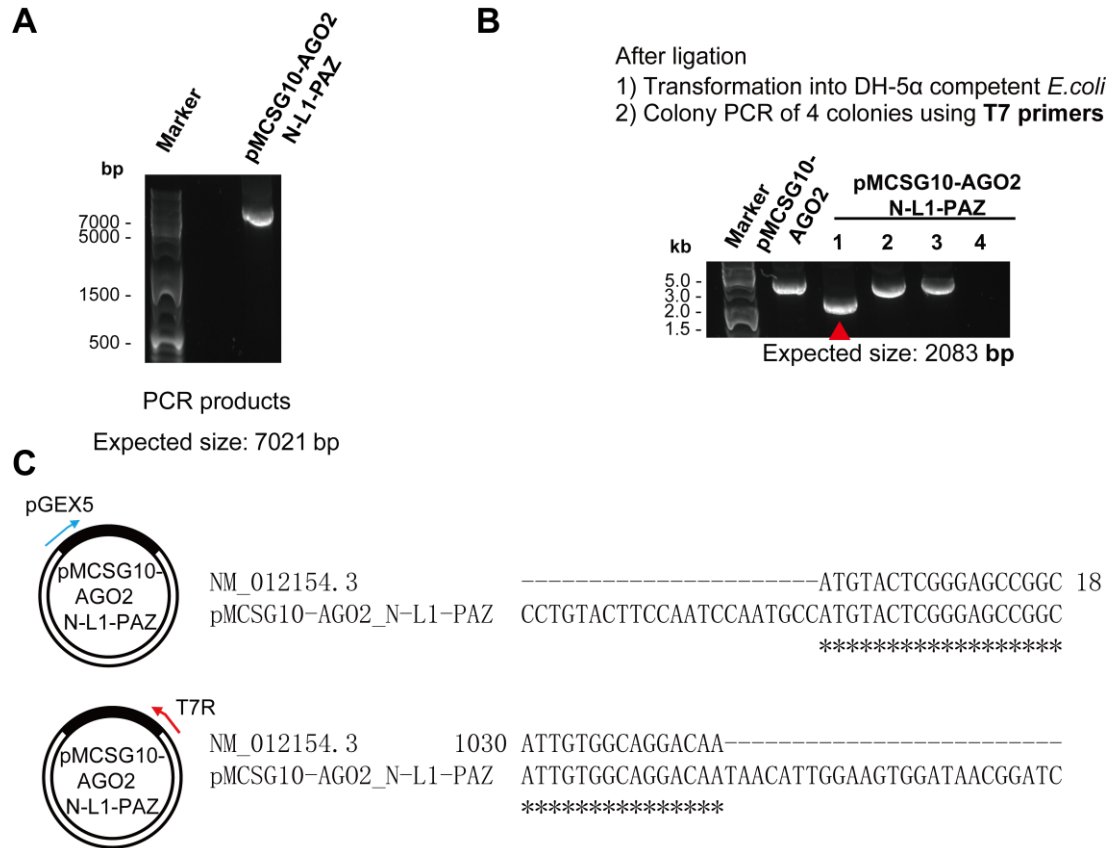 A
Marker
pMCSG10-AGO2
N-L1-PAZ
bp
7000 -
5000 -
1500 -
500 -
PCR products
Expected size: 7021 bp
B
After ligation
1) Transformation into DH-5α competent E.coli
2) Colony PCR of 4 colonies using T7 primers
Marker
pMCSG10-
AGO2
pMCSG10-AGO2
N-L1-PAZ
1 2 3 4
kb
5.0 -
3.0 -
2.0 -
1.5 -
Expected size: 2083 bp
C
pGEX5
pMCSG10-
AGO2
N-L1-PAZ
NM_012154.3 ----------------------ATGTACTCGGGAGCCGGC 18
pMCSG10-AGO2_N-L1-PAZ CCTGTACTTCCAATCCAATGCCATGTACTCGGGAGCCGGC
******************
T7R
pMCSG10-
AGO2
N-L1-PAZ
NM_012154.3 1030 ATTGTGGCAGGACAA-------------------------
pMCSG10-AGO2_N-L1-PAZ ATTGTGGCAGGACAATAACATTGGAAGTGGATAACGGATC
***************